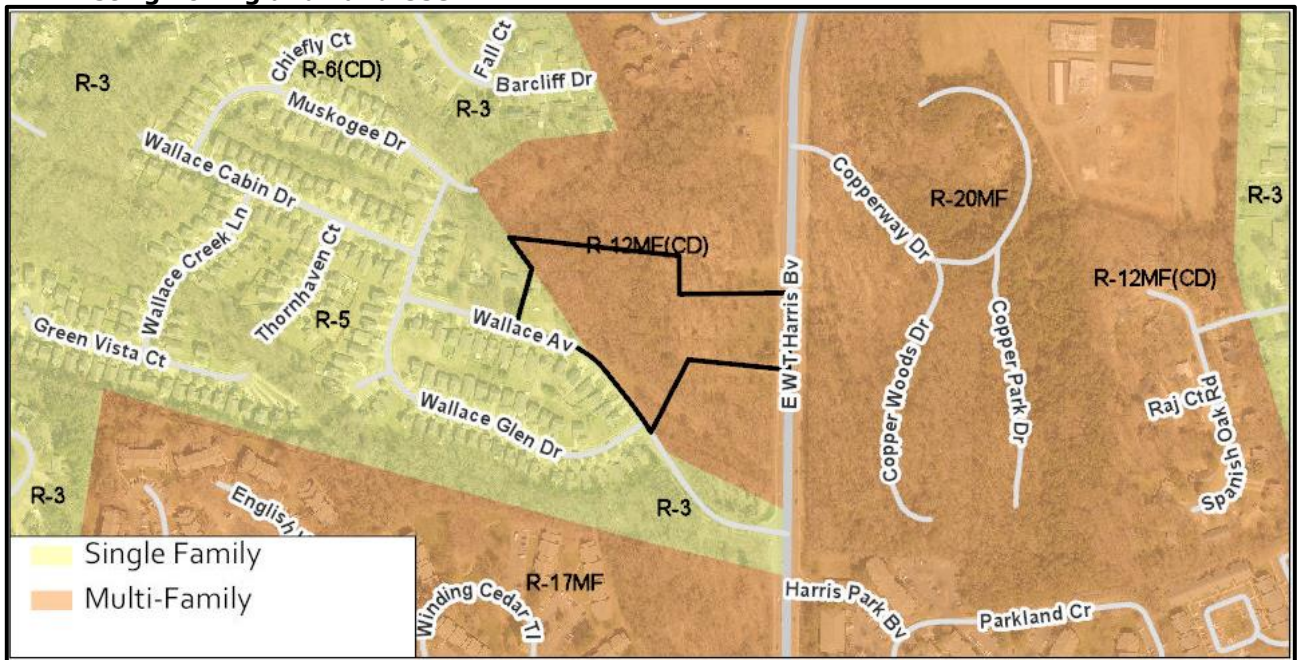 Chiefly Ct
R-6(CD)
Fall Ct
R-3
R-3
Barcliff Dr
Muskogee Dr
Wallace Cabin Dr
Copperway Dr
R-20MF
R-3
Wallace Creek Ln
R-12MF(CD)
Thornhaven Ct
E W T Harris Bv
R-12MF(CD)
R-5
Wallace Av
Green Vista Ct
Copper Woods Dr
Copper Park Dr
Wallace Glen Dr
Raj Ct
Spanish Oak Rd
R-3
English
R-3
Single Family
Multi-Family
R-17MF
Winding Cedar Tl
Harris Park Bv
Parkland Cr